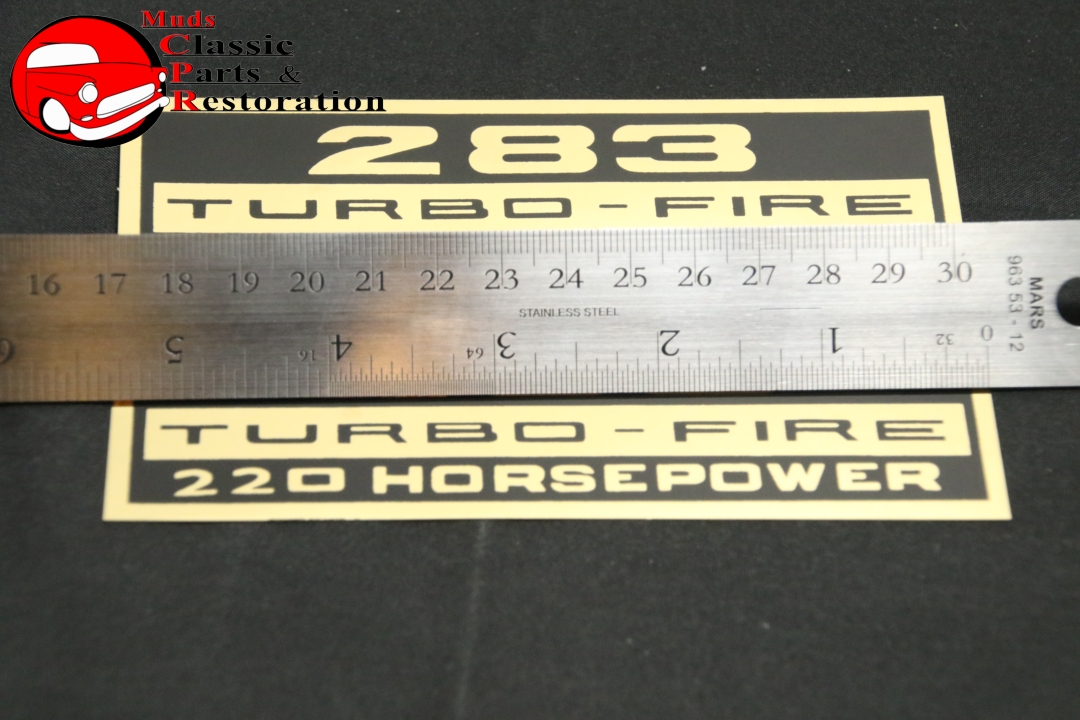 Muds
Classic
Parts &
Restoration
283
TURBO-FIRE
16 17 18 19 20 21 22 23 24 25 26 27 28 29 30
STAINLESS STEEL
MARS
963 53 - 12
6 5 16 4 64 3 2 1 32 0
TURBO-FIRE
220 HORSEPOWER